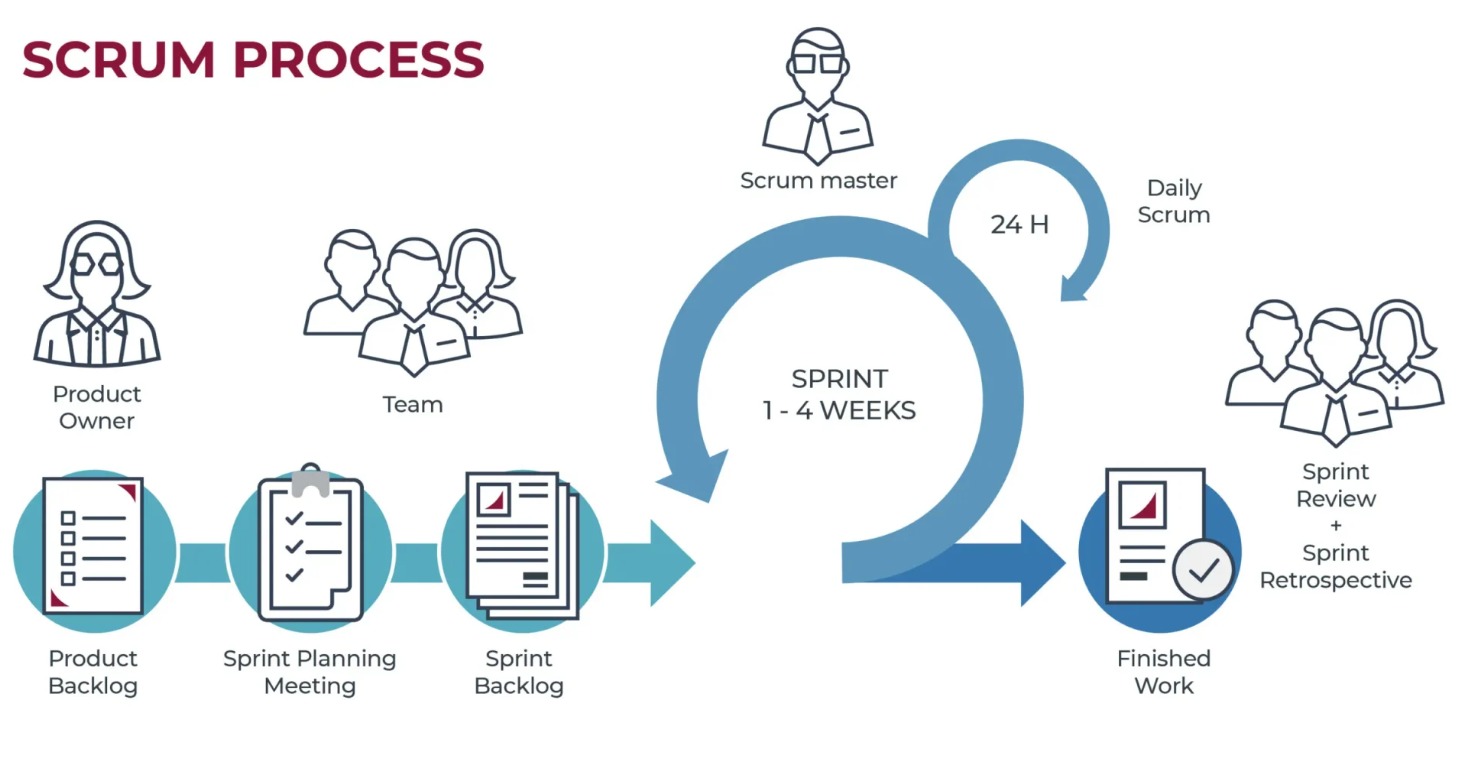 SCRUM PROCESS
Scrum master
24 H
Daily
Scrum
Product
Owner
Team
SPRINT
1 - 4 WEEKS
Sprint
Review
+
Sprint
Retrospective
Product
Backlog
Sprint Planning
Meeting
Sprint
Backlog
Finished
Work